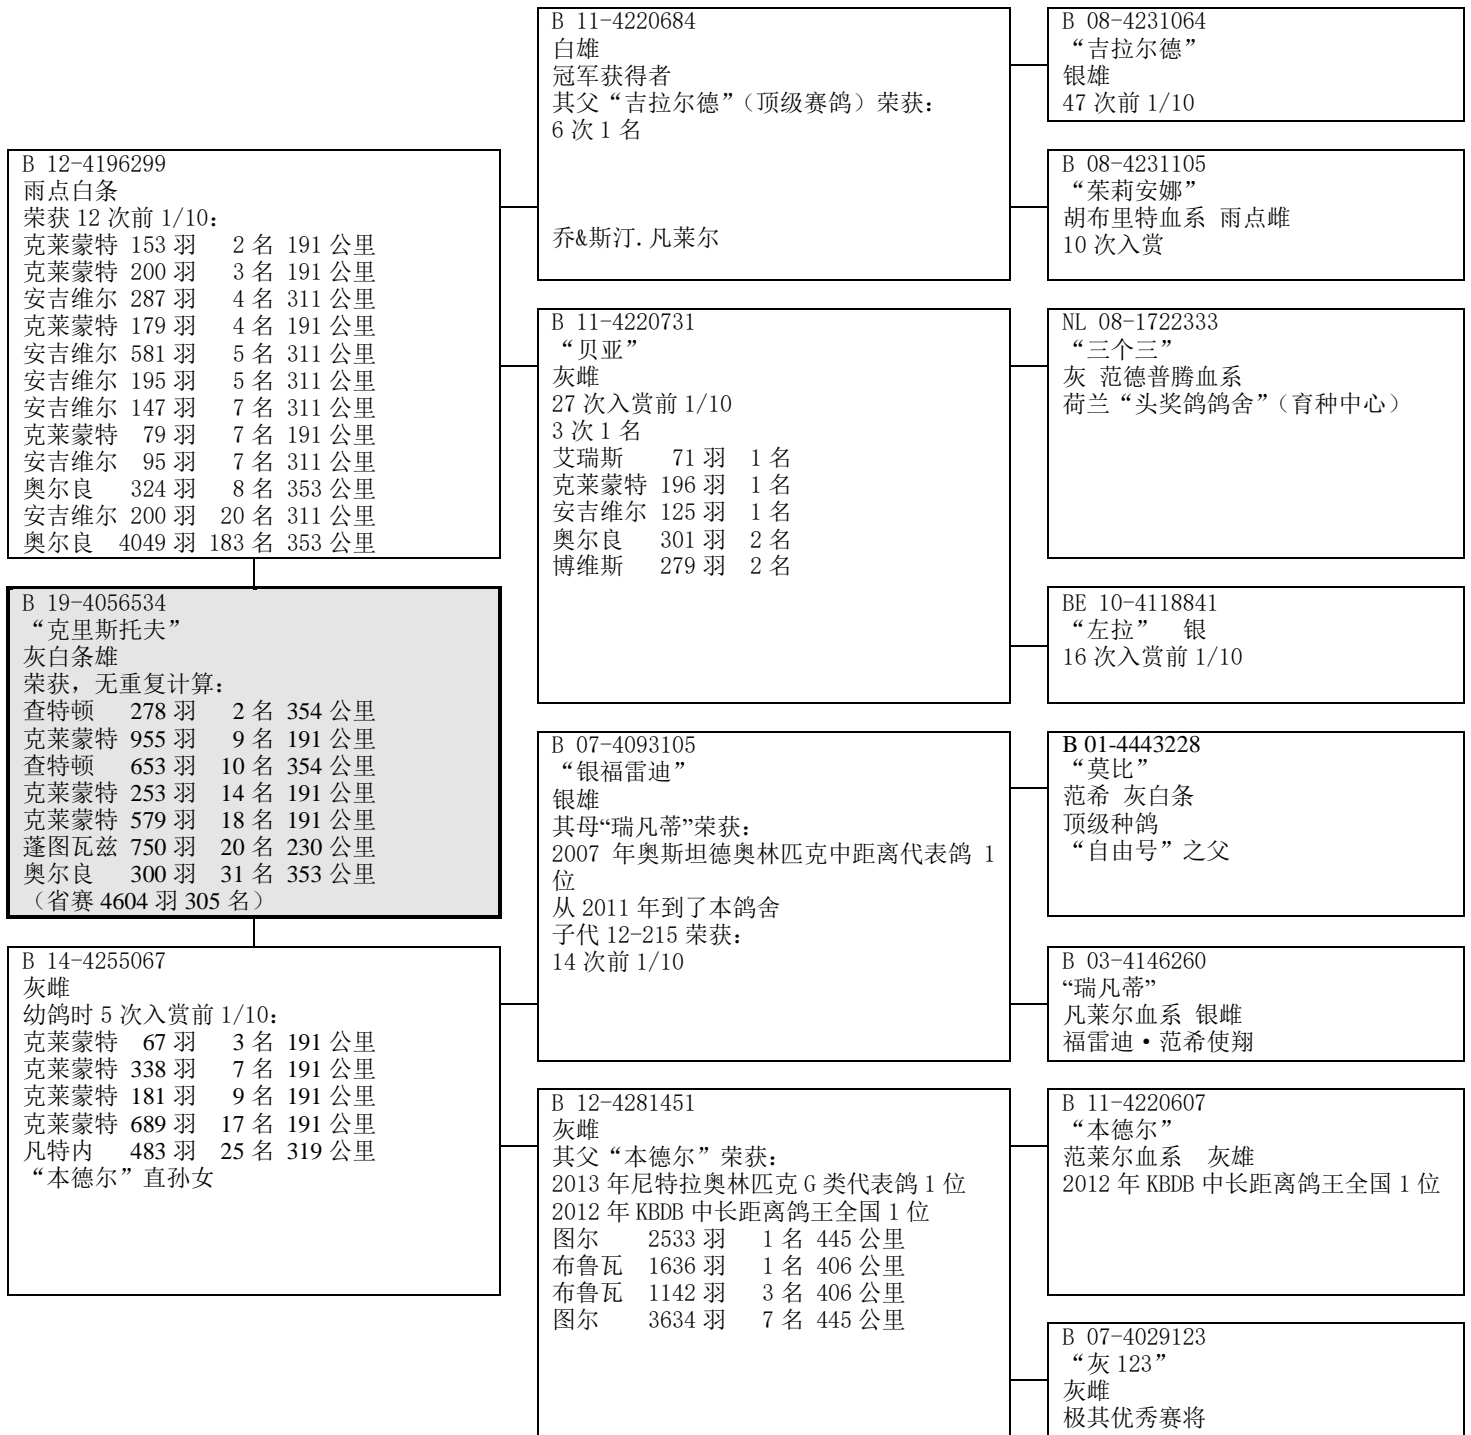 B 12-4196299
雨点白条
荣获 12 次前 1/10：
克莱蒙特 153 羽 2 名 191 公里
克莱蒙特 200 羽 3 名 191 公里
安吉维尔 287 羽 4 名 311 公里
克莱蒙特 179 羽 4 名 191 公里
安吉维尔 581 羽 5 名 311 公里
安吉维尔 195 羽 5 名 311 公里
安吉维尔 147 羽 7 名 311 公里
克莱蒙特 79 羽 7 名 191 公里
安吉维尔 95 羽 7 名 311 公里
奥尔良 324 羽 8 名 353 公里
安吉维尔 200 羽 20 名 311 公里
奥尔良 4049 羽 183 名 353 公里
B 19-4056534
“克里斯托夫”
灰白条雄
荣获，无重复计算：
查特顿 278 羽 2 名 354 公里
克莱蒙特 955 羽 9 名 191 公里
查特顿 653 羽 10 名 354 公里
克莱蒙特 253 羽 14 名 191 公里
克莱蒙特 579 羽 18 名 191 公里
蓬图瓦兹 750 羽 20 名 230 公里
奥尔良 300 羽 31 名 353 公里
（省赛 4604 羽 305 名）
B 14-4255067
灰雌
幼鸽时 5 次入赏前 1/10：
克莱蒙特 67 羽 3 名 191 公里
克莱蒙特 338 羽 7 名 191 公里
克莱蒙特 181 羽 9 名 191 公里
克莱蒙特 689 羽 17 名 191 公里
凡特内 483 羽 25 名 319 公里
“本德尔”直孙女
B 11-4220684
白雄
冠军获得者
其父“吉拉尔德”（顶级赛鸽）荣获：
6 次 1 名
乔&斯汀.凡莱尔
B 11-4220731
“贝亚”
灰雌
27 次入赏前 1/10
3 次 1 名
艾瑞斯 71 羽 1 名
克莱蒙特 196 羽 1 名
安吉维尔 125 羽 1 名
奥尔良 301 羽 2 名
博维斯 279 羽 2 名
B 07-4093105
“银福雷迪”
银雄
其母“瑞凡蒂”荣获：
2007 年奥斯坦德奥林匹克中距离代表鸽 1
位
从 2011 年到了本鸽舍
子代 12-215 荣获：
14 次前 1/10
B 12-4281451
灰雌
其父“本德尔”荣获：
2013 年尼特拉奥林匹克 G 类代表鸽 1 位
2012 年 KBDB 中长距离鸽王全国 1 位
图尔 2533 羽 1 名 445 公里
布鲁瓦 1636 羽 1 名 406 公里
布鲁瓦 1142 羽 3 名 406 公里
图尔 3634 羽 7 名 445 公里
B 08-4231064
“吉拉尔德”
银雄
47 次前 1/10
B 08-4231105
“茱莉安娜”
胡布里特血系 雨点雌
10 次入赏
NL 08-1722333
“三个三”
灰 范德普腾血系
荷兰“头奖鸽鸽舍”（育种中心）
BE 10-4118841
“左拉” 银
16 次入赏前 1/10
B 01-4443228
“莫比”
范希 灰白条
顶级种鸽
“自由号”之父
B 03-4146260
“瑞凡蒂”
凡莱尔血系 银雌
福雷迪·范希使翔
B 11-4220607
“本德尔”
范莱尔血系 灰雄
2012 年 KBDB 中长距离鸽王全国 1 位
B 07-4029123
“灰 123”
灰雌
极其优秀赛将